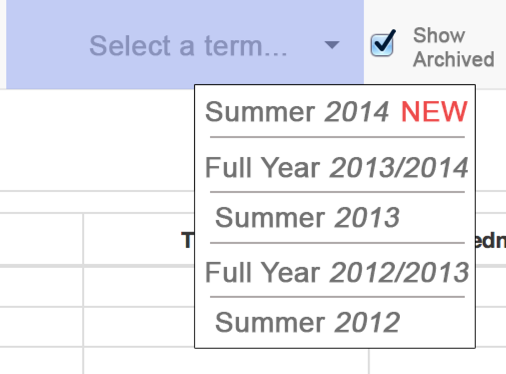 Select a term...
Show
Archived
Summer 2014 NEW
Full Year 2013/2014
Summer 2013
Full Year 2012/2013
Summer 2012